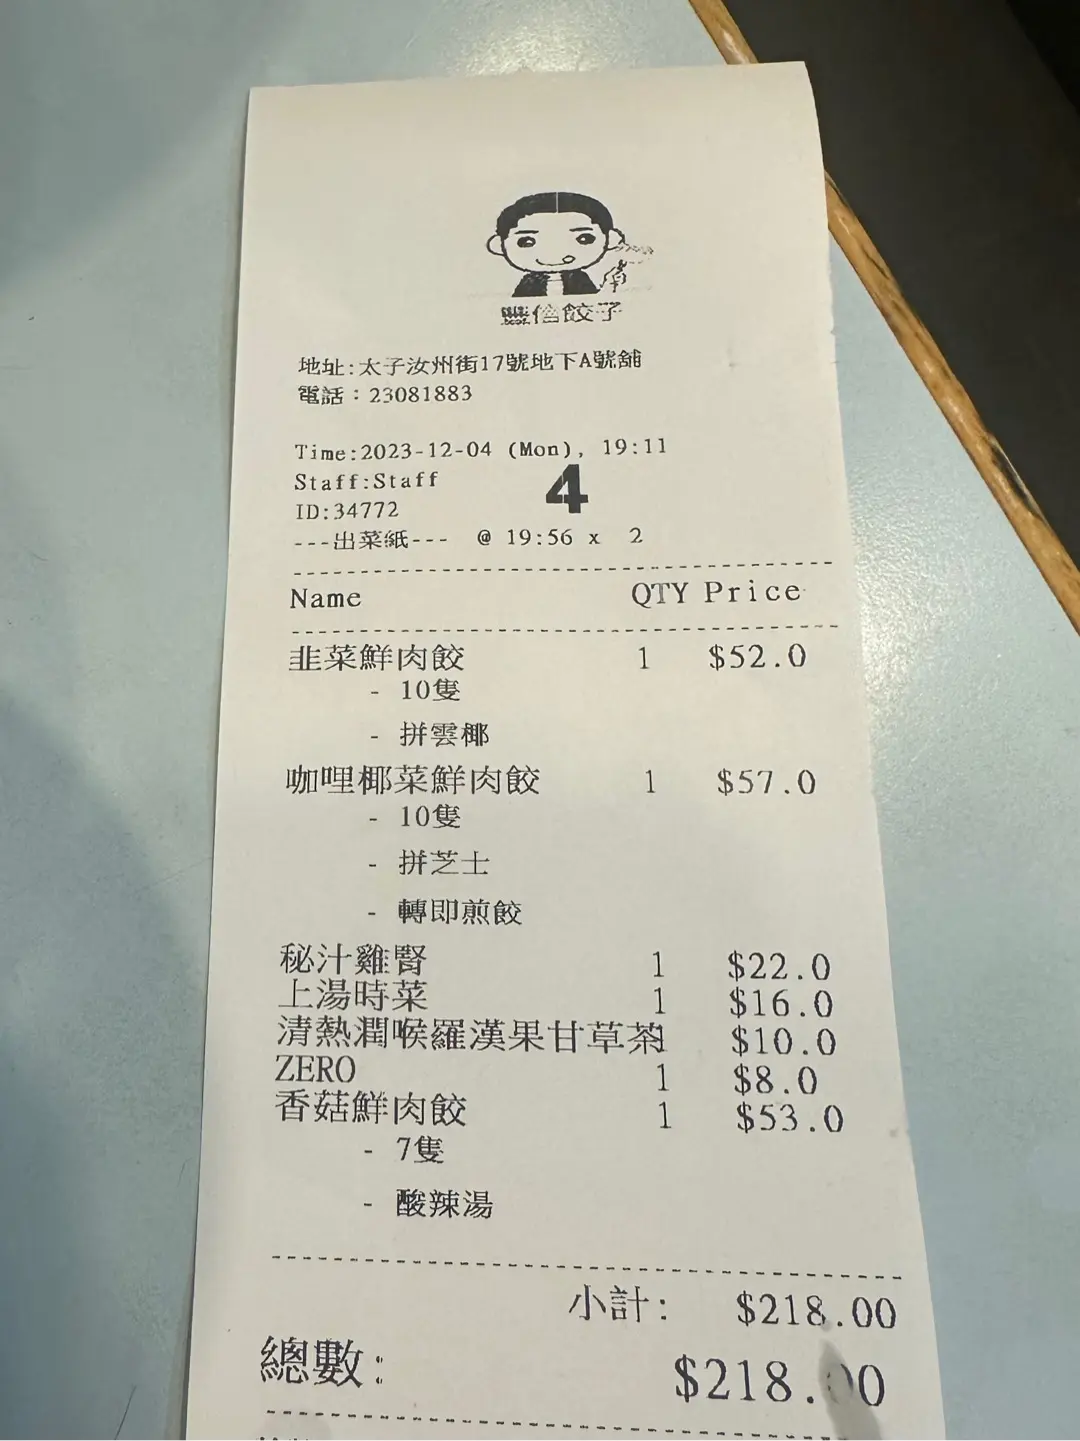 豐信餃子
地址:太子汝州街17號地下A號舖
電話:23081883
Time:2023-12-04 (Mon), 19:11
Staff:Staff
4
ID:34772
---出菜紙--- @ 19:56 x 2
Name QTY Price
韭菜鮮肉餃 1 $52.0
- 10隻
- 拼雲椰
咖哩椰菜鮮肉餃 1 $57.0
- 10隻
- 拼芝士
- 轉即煎餃
秘汁雞腎 1 $22.0
上湯時菜 1 $16.0
清熱潤喉羅漢果甘草茶 1 $10.0
ZERO 1 $8.0
香菇鮮肉餃 1 $53.0
- 7隻
- 酸辣湯
小計: $218.00
總數: $218.00